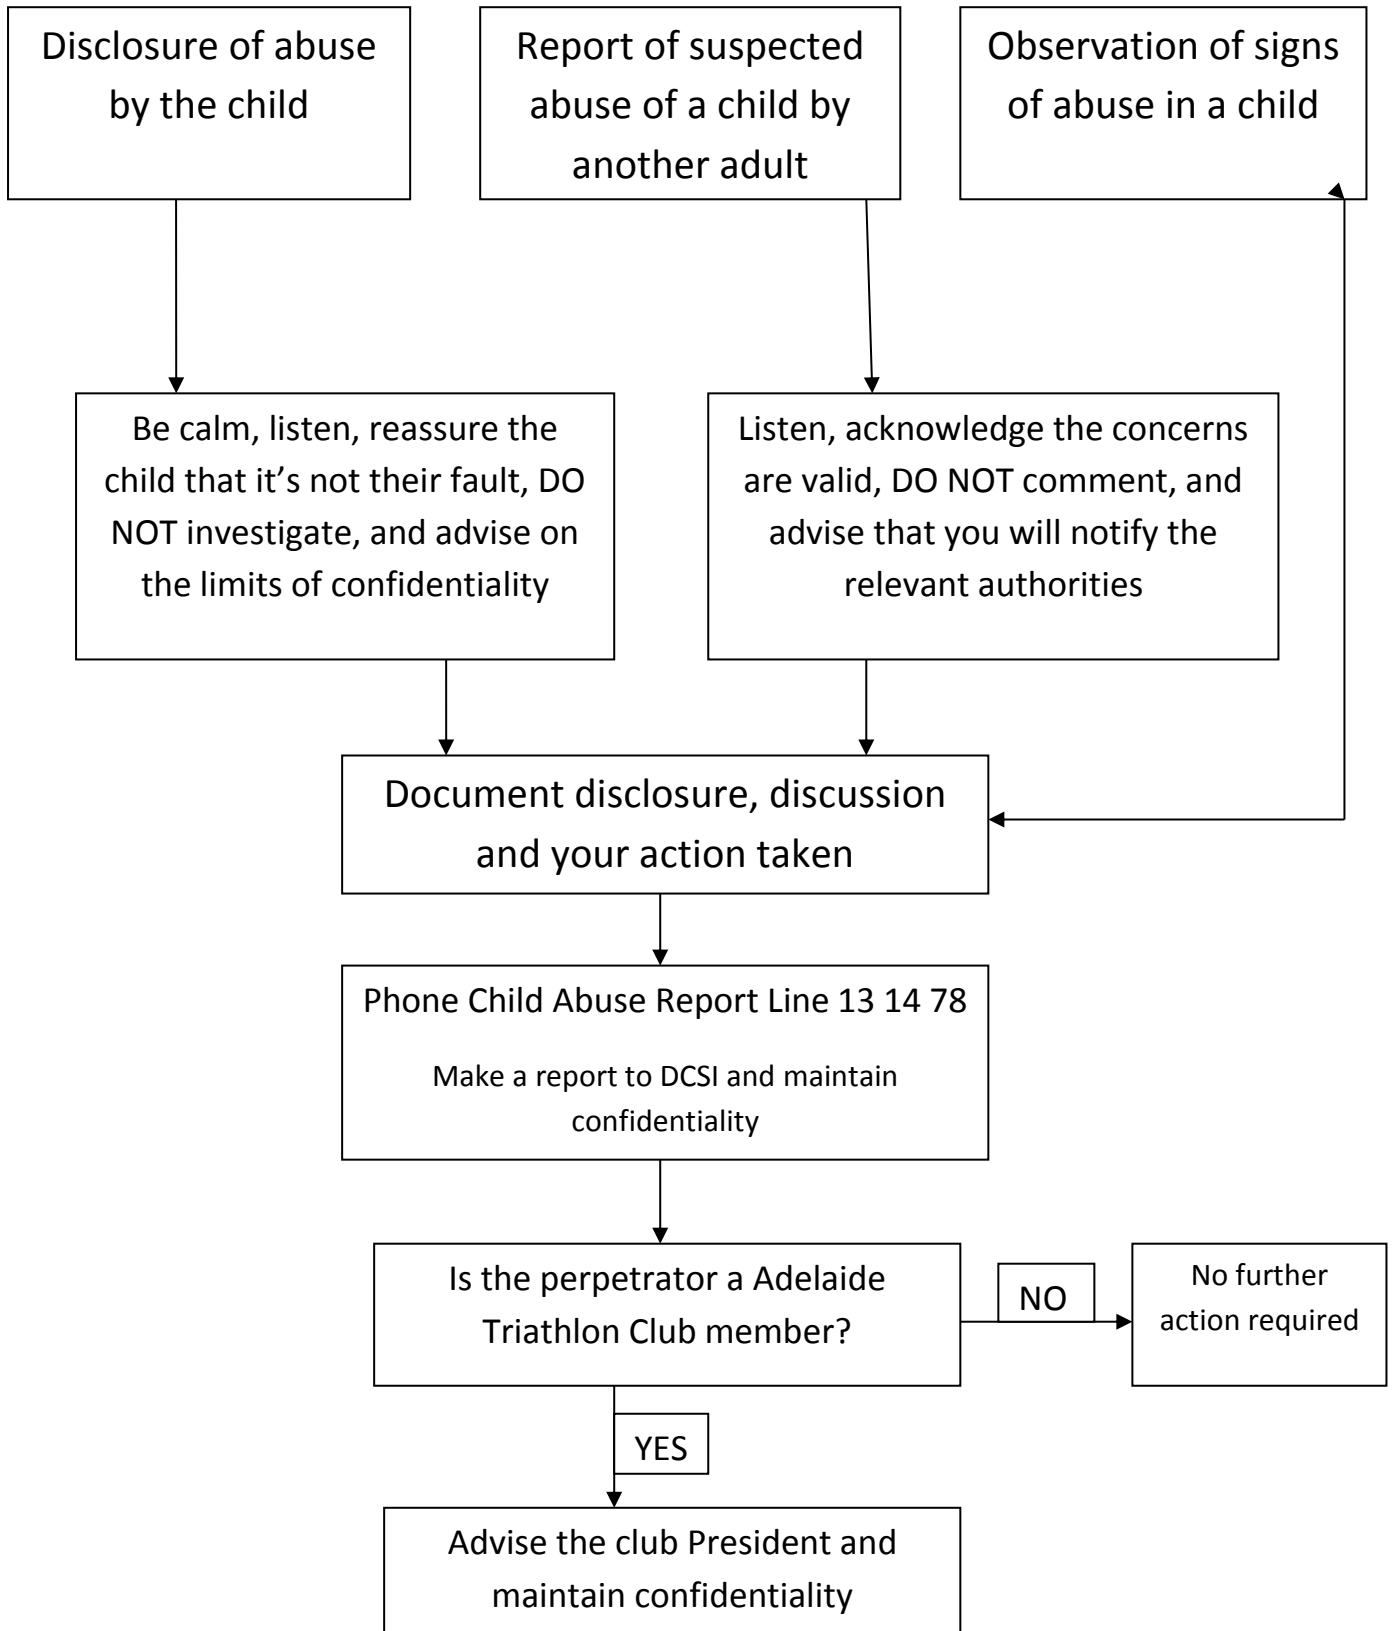 Disclosure of abuse
by the child
Report of suspected
abuse of a child by
another adult
Observation of signs
of abuse in a child
Be calm, listen, reassure the
child that it’s not their fault, DO
NOT investigate, and advise on
the limits of confidentiality
Listen, acknowledge the concerns
are valid, DO NOT comment, and
advise that you will notify the
relevant authorities
Document disclosure, discussion
and your action taken
Phone Child Abuse Report Line 13 14 78
Make a report to DCSI and maintain
confidentiality
Is the perpetrator a Adelaide
Triathlon Club member?
NO
No further
action required
YES
Advise the club President and
maintain confidentiality